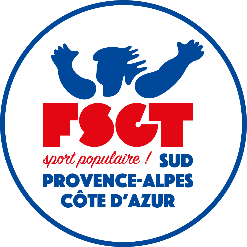 FSGT
sport populaire ! SUD
PROVENCE-ALPES
CÔTE D'AZUR